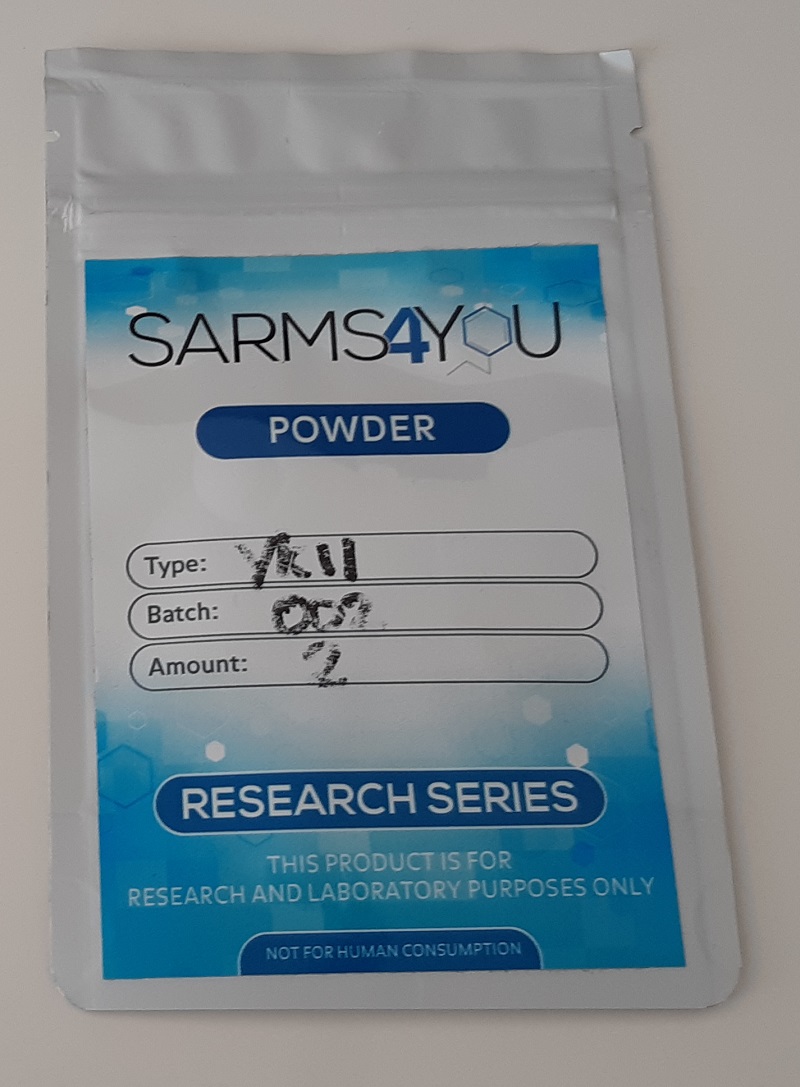 SARMS4YOU
POWDER
Type: YK11
Batch:
Amount: 2
RESEARCH SERIES
THIS PRODUCT IS FOR
RESEARCH AND LABORATORY PURPOSES ONLY
NOT FOR HUMAN CONSUMPTION